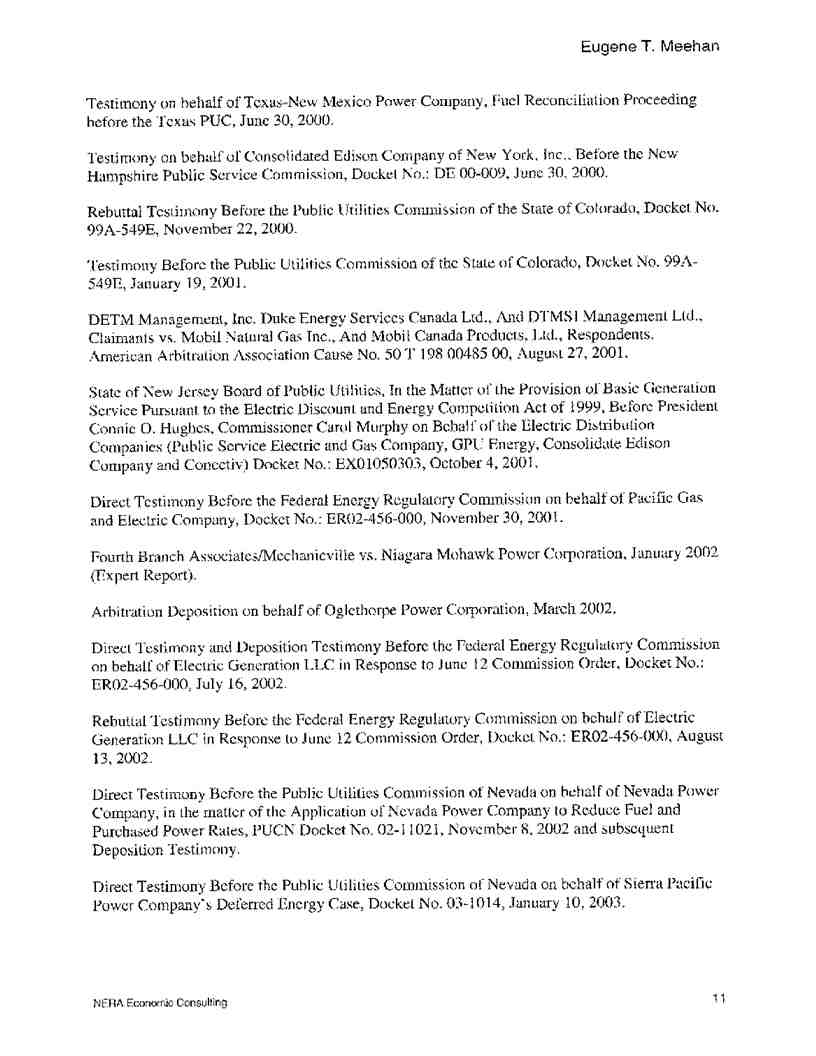 Eugene T. Meehan
Testimony on behalf of Texas-New Mexico Power Company, Fuel Reconciliation Proceeding
before the Texas PUC, June 30, 2000.
Testimony on behalf of Consolidated Edison Company of New York, Inc., Before the New
Hampshire Public Service Commission, Docket No.: DE 00-009, June 30, 2000.
Rebuttal Testimony Before the Public Utilities Commission of the State of Colorado, Docket No.
99A-549E, November 22, 2000.
Testimony Before the Public Utilities Commission of the State of Colorado, Docket No. 99A-
549E, January 19, 2001.
DETM Management, Inc. Duke Energy Services Canada Ltd., And DTMSI Management Ltd.,
Claimants vs. Mobil Natural Gas Inc., And Mobil Canada Products, Ltd., Respondents.
American Arbitration Association Cause No. 50 T 198 00485 00, August 27, 2001.
State of New Jersey Board of Public Utilities, In the Matter of the Provision of Basic Generation
Service Pursuant to the Electric Discount and Energy Competition Act of 1999, Before President
Connie O. Hughes, Commissioner Carol Murphy on Behalf of the Electric Distribution
Companies (Public Service Electric and Gas Company, GPU Energy, Consolidate Edison
Company and Conectiv) Docket No.: EX01050303, October 4, 2001.
Direct Testimony Before the Federal Energy Regulatory Commission on behalf of Pacific Gas
and Electric Company, Docket No.: ER02-456-000, November 30, 2001.
Fourth Branch Associates/Mechanicville vs. Niagara Mohawk Power Corporation, January 2002
(Expert Report).
Arbitration Deposition on behalf of Oglethorpe Power Corporation, March 2002.
Direct Testimony and Deposition Testimony Before the Federal Energy Regulatory Commission
on behalf of Electric Generation LLC in Response to June 12 Commission Order, Docket No.:
ER02-456-000, July 16, 2002.
Rebuttal Testimony Before the Federal Energy Regulatory Commission on behalf of Electric
Generation LLC in Response to June 12 Commission Order, Docket No.: ER02-456-000, August
13, 2002.
Direct Testimony Before the Public Utilities Commission of Nevada on behalf of Nevada Power
Company, in the matter of the Application of Nevada Power Company to Reduce Fuel and
Purchased Power Rates, PUCN Docket No. 02-11021, November 8, 2002 and subsequent
Deposition Testimony.
Direct Testimony Before the Public Utilities Commission of Nevada on behalf of Sierra Pacific
Power Company's Deferred Energy Case, Docket No. 03-1014, January 10, 2003.
NERA Economic Consulting
11